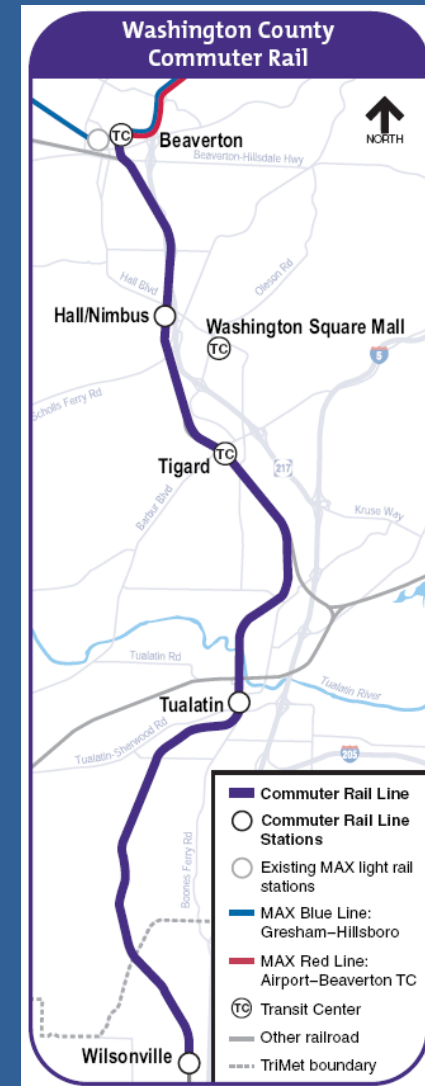 Washington County
Commuter Rail
TC
Beaverton
NORTH
Beaverton-Hillsdale Hwy
Hall Blvd
Oleson Rd
Hall/Nimbus
Washington Square Mall
TC
5
Scholls Ferry Rd
TC
Tigard
217
Barbur Blvd
Kruse Way
Tualatin Rd
Tualatin River
Tualatin
Tualatin-Sherwood Rd
205
Boones Ferry Rd
Wilsonville
Commuter Rail Line
Commuter Rail Line
Stations
Existing MAX light rail
stations
MAX Blue Line:
Gresham–Hillsboro
MAX Red Line:
Airport–Beaverton TC
TC Transit Center
Other railroad
TriMet boundary